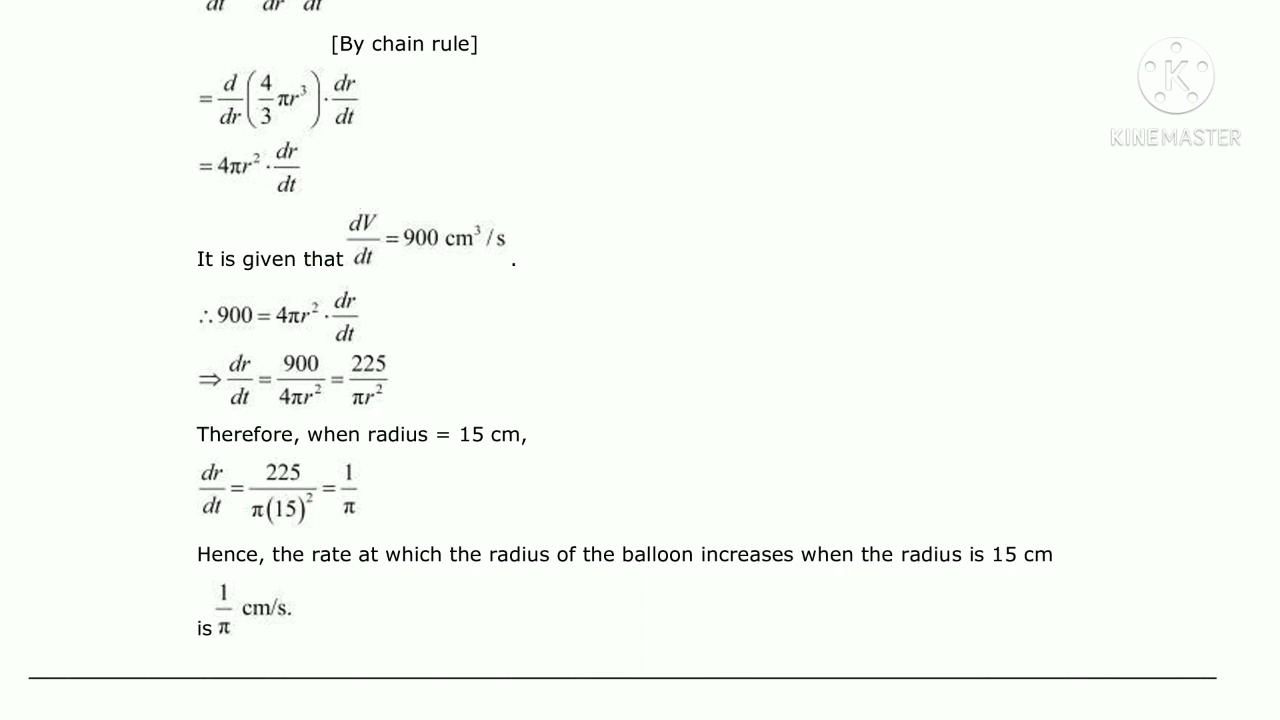 [By chain rule]
= d/dr (4/3 πr³) · dr/dt
= 4πr² · dr/dt
It is given that dV/dt = 900 cm³/s .
∴ 900 = 4πr² · dr/dt
⇒ dr/dt = 900/4πr² = 225/πr²
Therefore, when radius = 15 cm,
dr/dt = 225/π(15)² = 1/π
Hence, the rate at which the radius of the balloon increases when the radius is 15 cm
is 1/π cm/s.
K
KINEMASTER